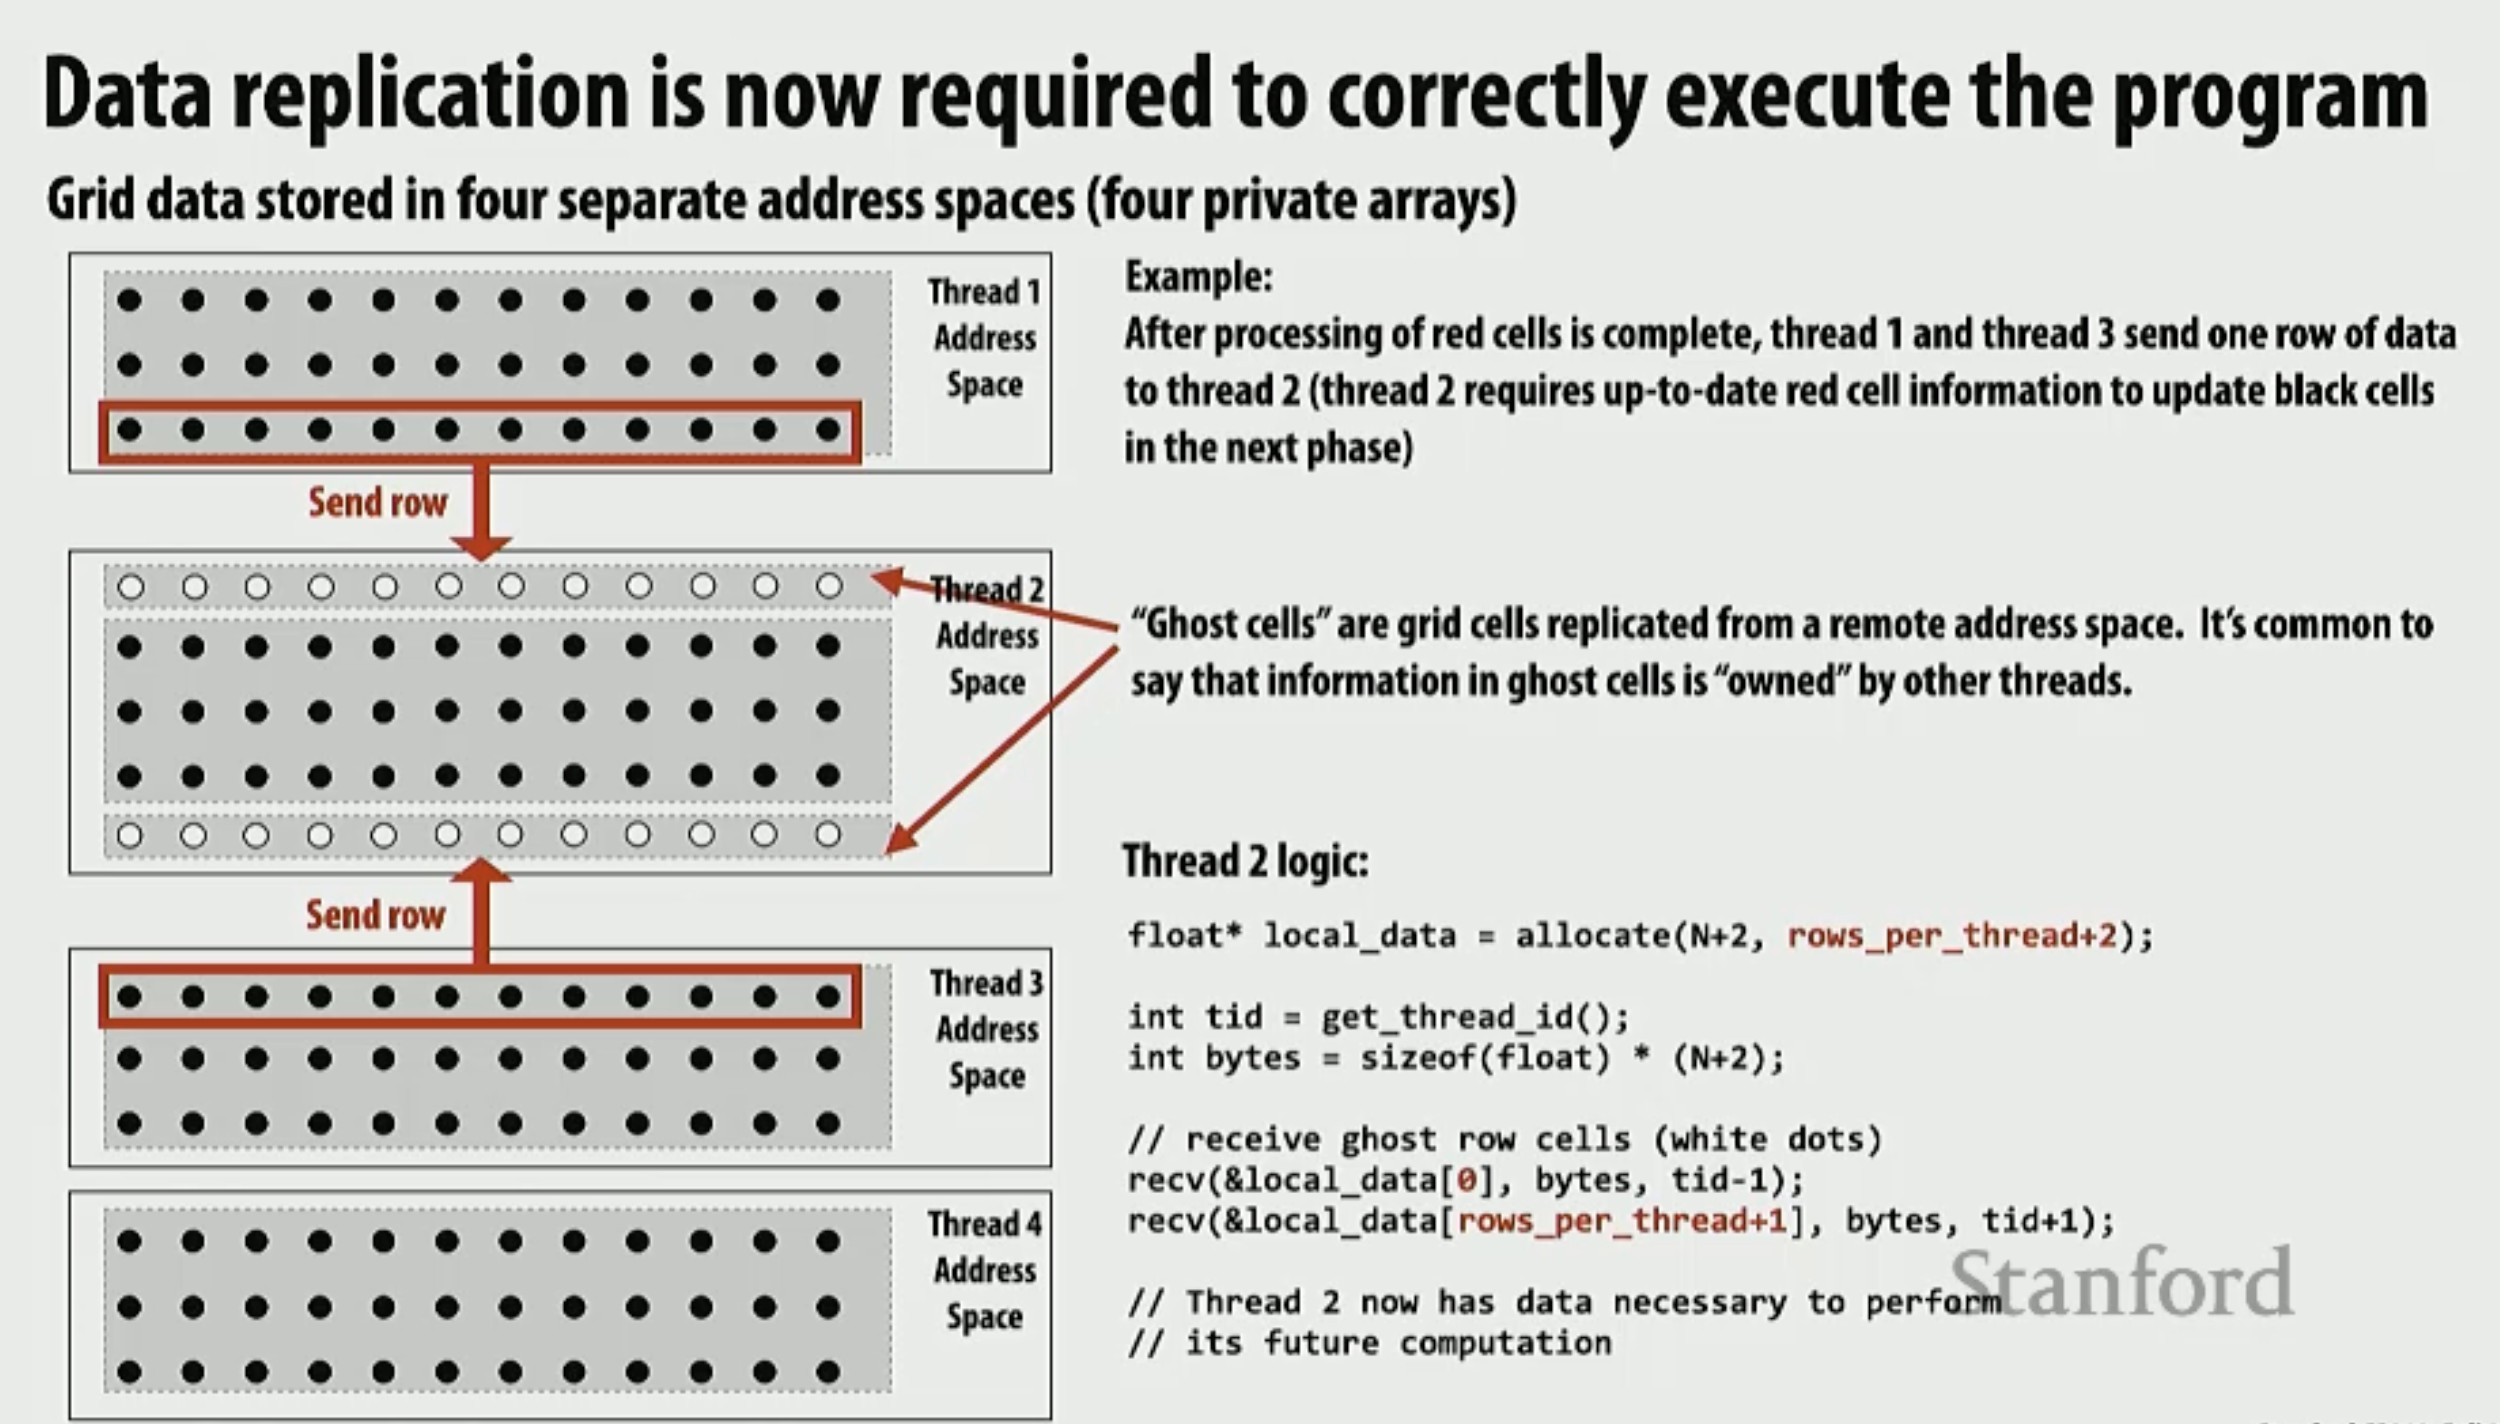 Data replication is now required to correctly execute the program
Grid data stored in four separate address spaces (four private arrays)
Thread 1
Address
Space
Send row
Thread 2
Address
Space
Send row
Thread 3
Address
Space
Thread 4
Address
Space
Example:
After processing of red cells is complete, thread 1 and thread 3 send one row of data
to thread 2 (thread 2 requires up-to-date red cell information to update black cells
in the next phase)
“Ghost cells” are grid cells replicated from a remote address space. It’s common to
say that information in ghost cells is “owned” by other threads.
Thread 2 logic:
float* local_data = allocate(N+2, rows_per_thread+2);
int tid = get_thread_id();
int bytes = sizeof(float) * (N+2);
// receive ghost row cells (white dots)
recv(&local_data[0], bytes, tid-1);
recv(&local_data[rows_per_thread+1], bytes, tid+1);
// Thread 2 now has data necessary to perform
// its future computation
Stanford